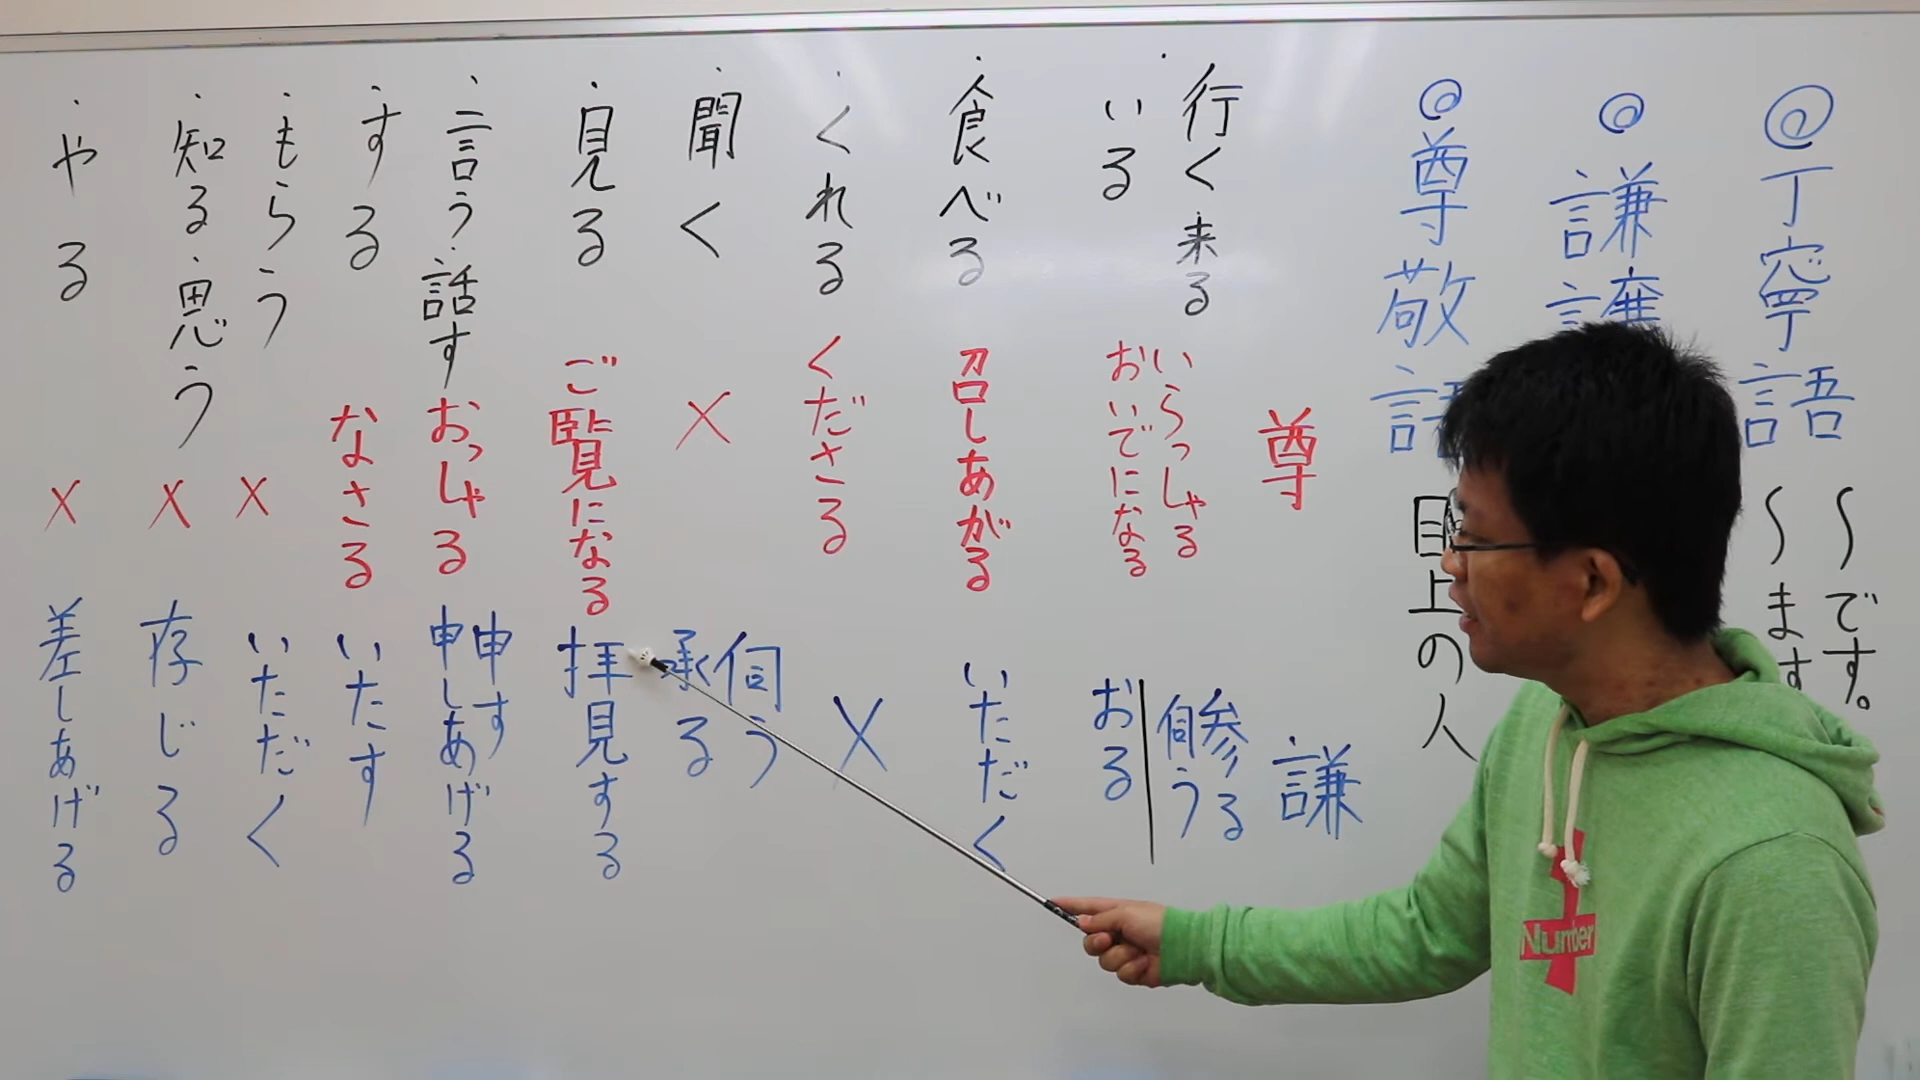 @丁寧語
～です。
～ます
@謙譲
@尊敬語
目上の人
尊
謙
・行く 来る
いる
いらっしゃる
おいでになる
参る
伺う
おる
・食べる
召しあがる
いただく
・くれる
くださる
×
・聞く
×
伺う
承る
・見る
ご覧になる
拝見する
・言う・話す
おっしゃる
申す
申しあげる
・する
なさる
いたす
・もらう
×
いただく
・知る・思う
×
存じる
・やる
×
差しあげる
Number